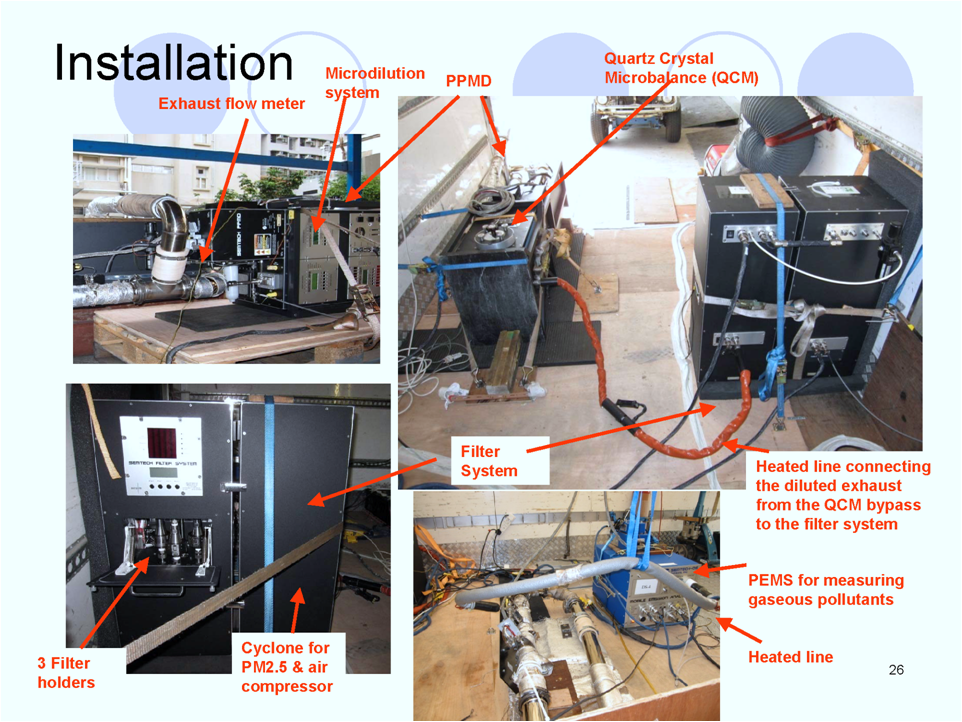 Installation
Exhaust flow meter
Microdilution
system
PPMD
Quartz Crystal
Microbalance (QCM)
SEMTECH PPMD
SEMTECH FILTER SYSTEM
Filter
System
Heated line connecting
the diluted exhaust
from the QCM bypass
to the filter system
PEMS for measuring
gaseous pollutants
Heated line
3 Filter
holders
Cyclone for
PM2.5 & air
compressor
26